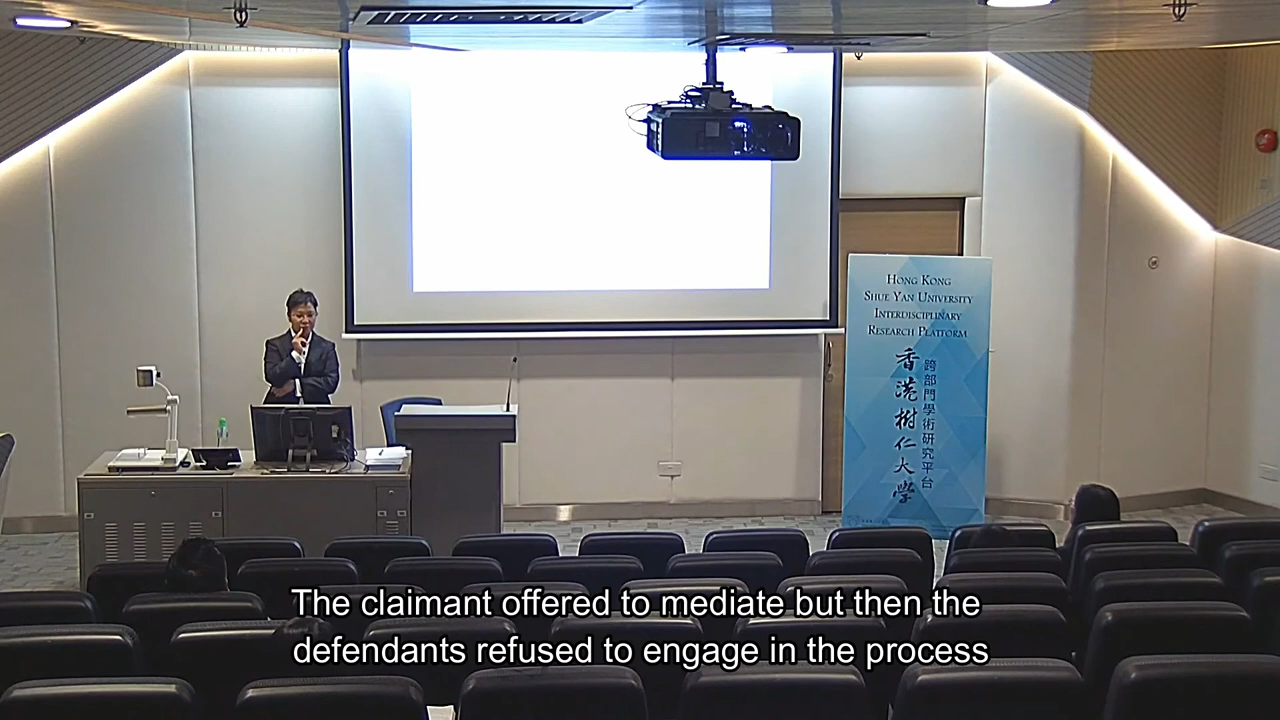 HONG KONG
SHUE YAN UNIVERSITY
INTERDISCIPLINARY
RESEARCH PLATFORM
香港樹仁大學
跨部門學術研究平台
The claimant offered to mediate but then the
defendants refused to engage in the process